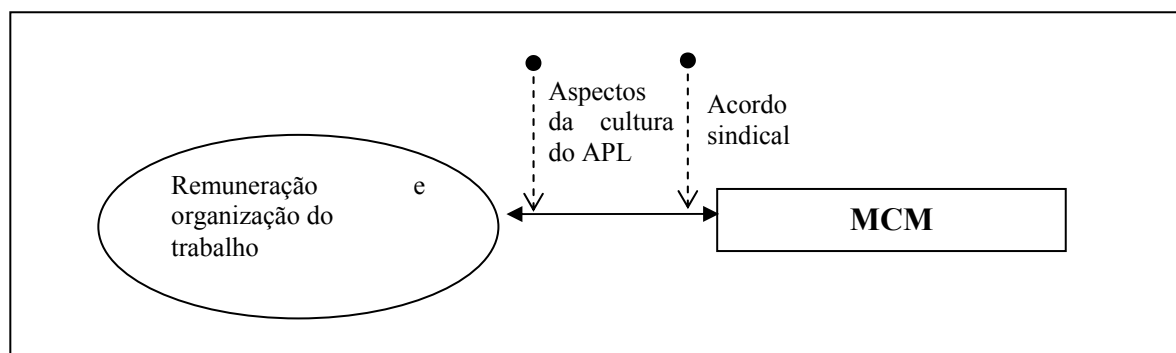 Aspectos
da cultura
do APL
Acordo
sindical
Remuneração e
organização do
trabalho
MCM